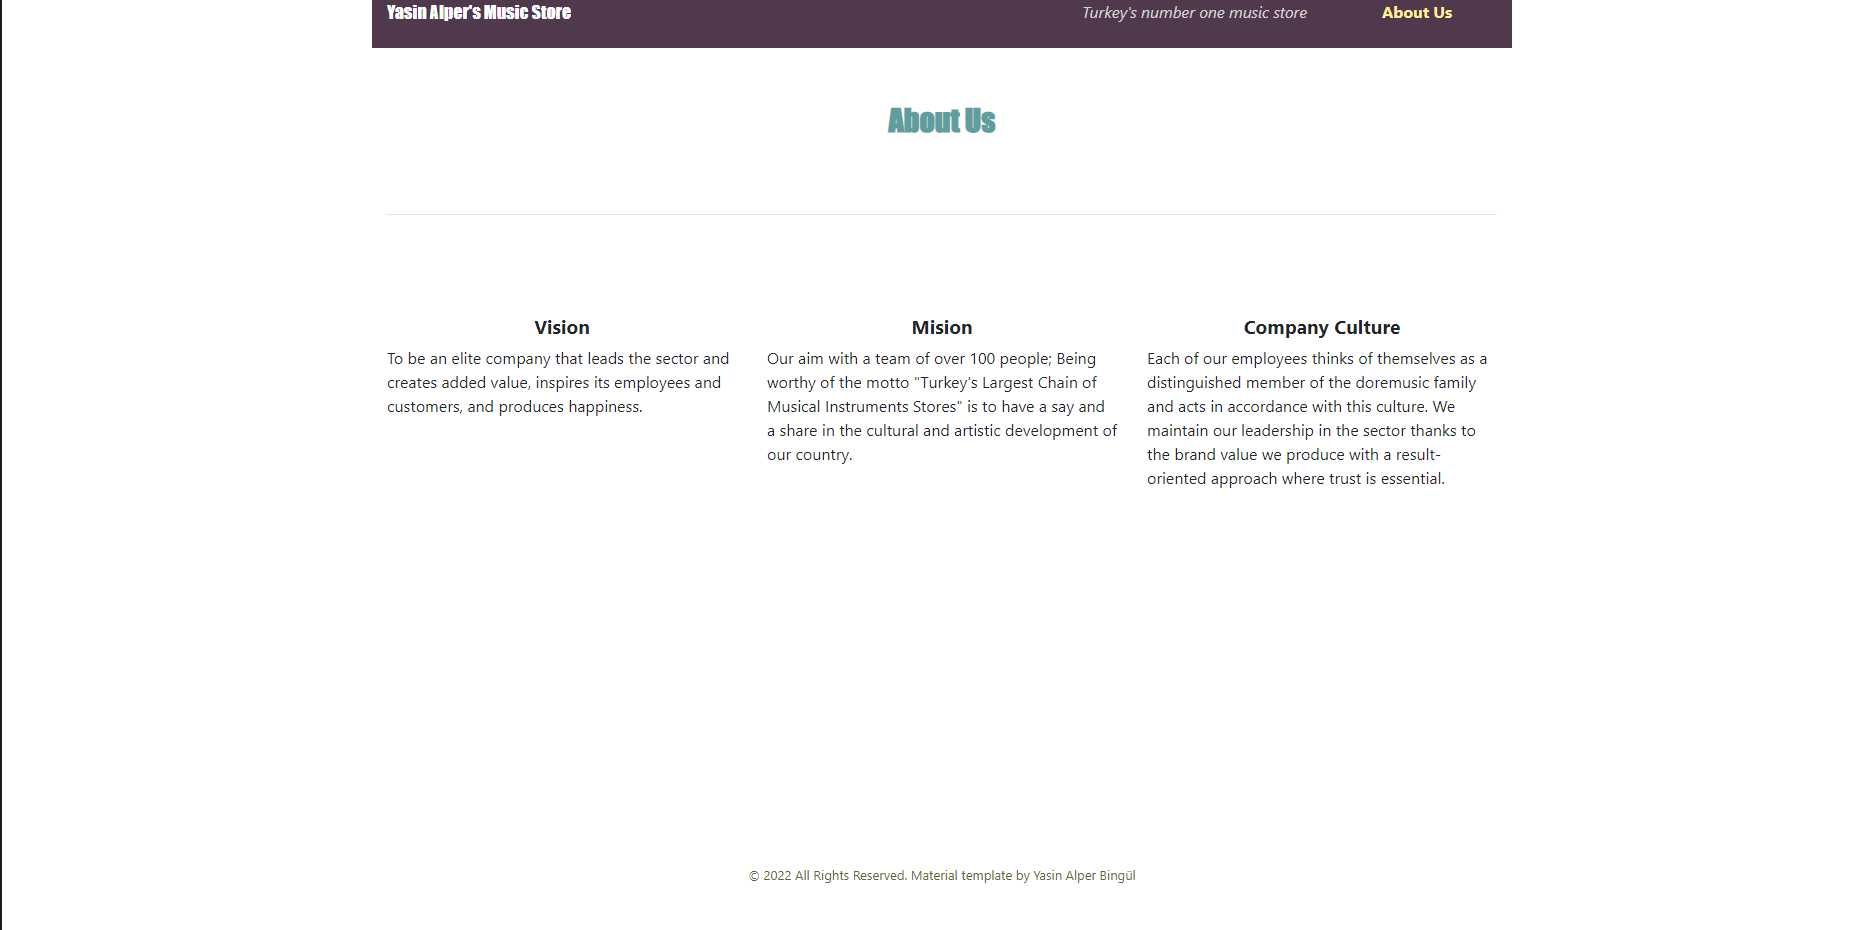 Yasin Alper's Music Store
Turkey's number one music store
About Us
About Us
Vision
To be an elite company that leads the sector and
creates added value, inspires its employees and
customers, and produces happiness.
Mision
Our aim with a team of over 100 people; Being
worthy of the motto "Turkey's Largest Chain of
Musical Instruments Stores" is to have a say and
a share in the cultural and artistic development of
our country.
Company Culture
Each of our employees thinks of themselves as a
distinguished member of the doremusic family
and acts in accordance with this culture. We
maintain our leadership in the sector thanks to
the brand value we produce with a result-
oriented approach where trust is essential.
© 2022 All Rights Reserved. Material template by Yasin Alper Bingül